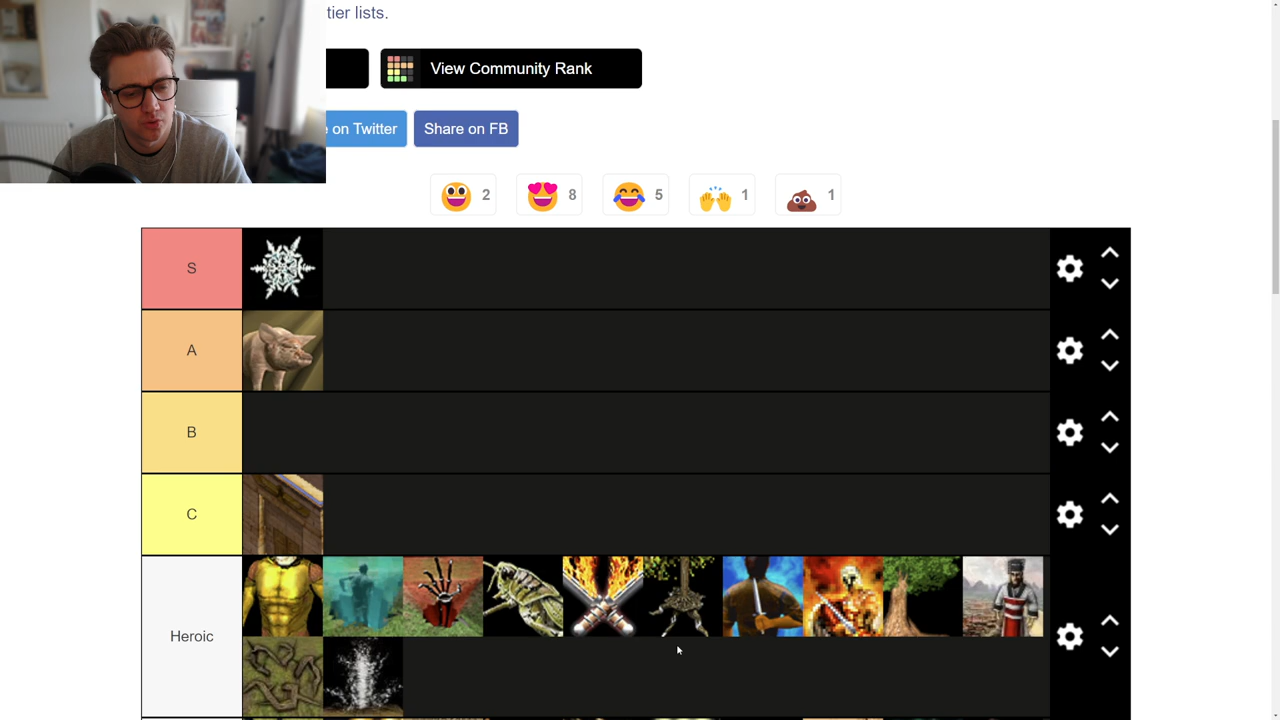 tier lists.
View Community Rank
on Twitter
Share on FB
2
8
5
1
1
S
A
B
C
Heroic